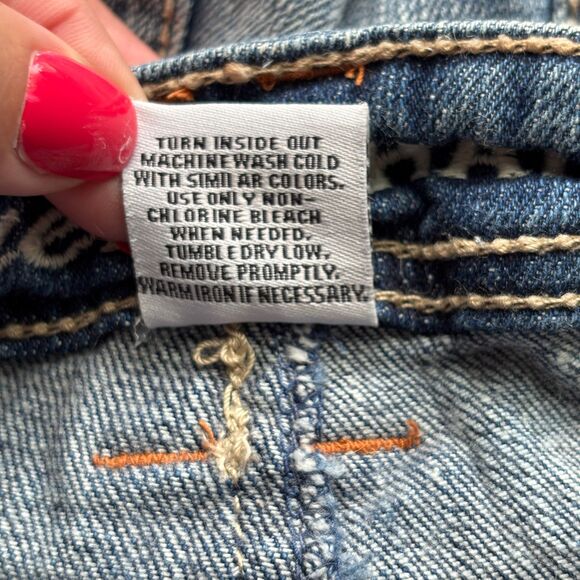 TURN INSIDE OUT
MACHINE WASH COLD
WITH SIMILAR COLORS.
USE ONLY NON-
CHLORINE BLEACH
WHEN NEEDED.
TUMBLE DRY LOW.
REMOVE PROMPTLY.
WARM IRON IF NECESSARY.